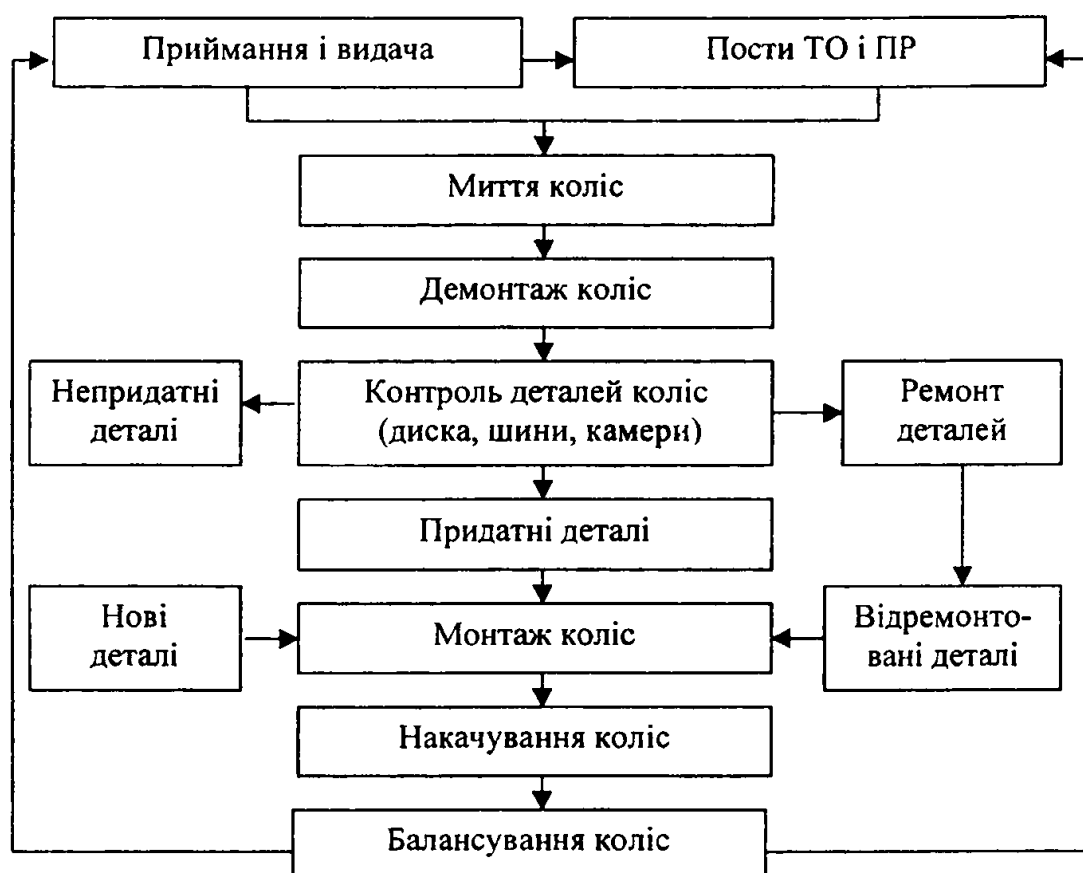 Приймання і видача
Пости ТО і ПР
Миття коліс
Демонтаж коліс
Непридатні
деталі
Контроль деталей коліс
(диска, шини, камери)
Ремонт
деталей
Придатні деталі
Нові
деталі
Монтаж коліс
Відремонто-
вані деталі
Накачування коліс
Балансування коліс